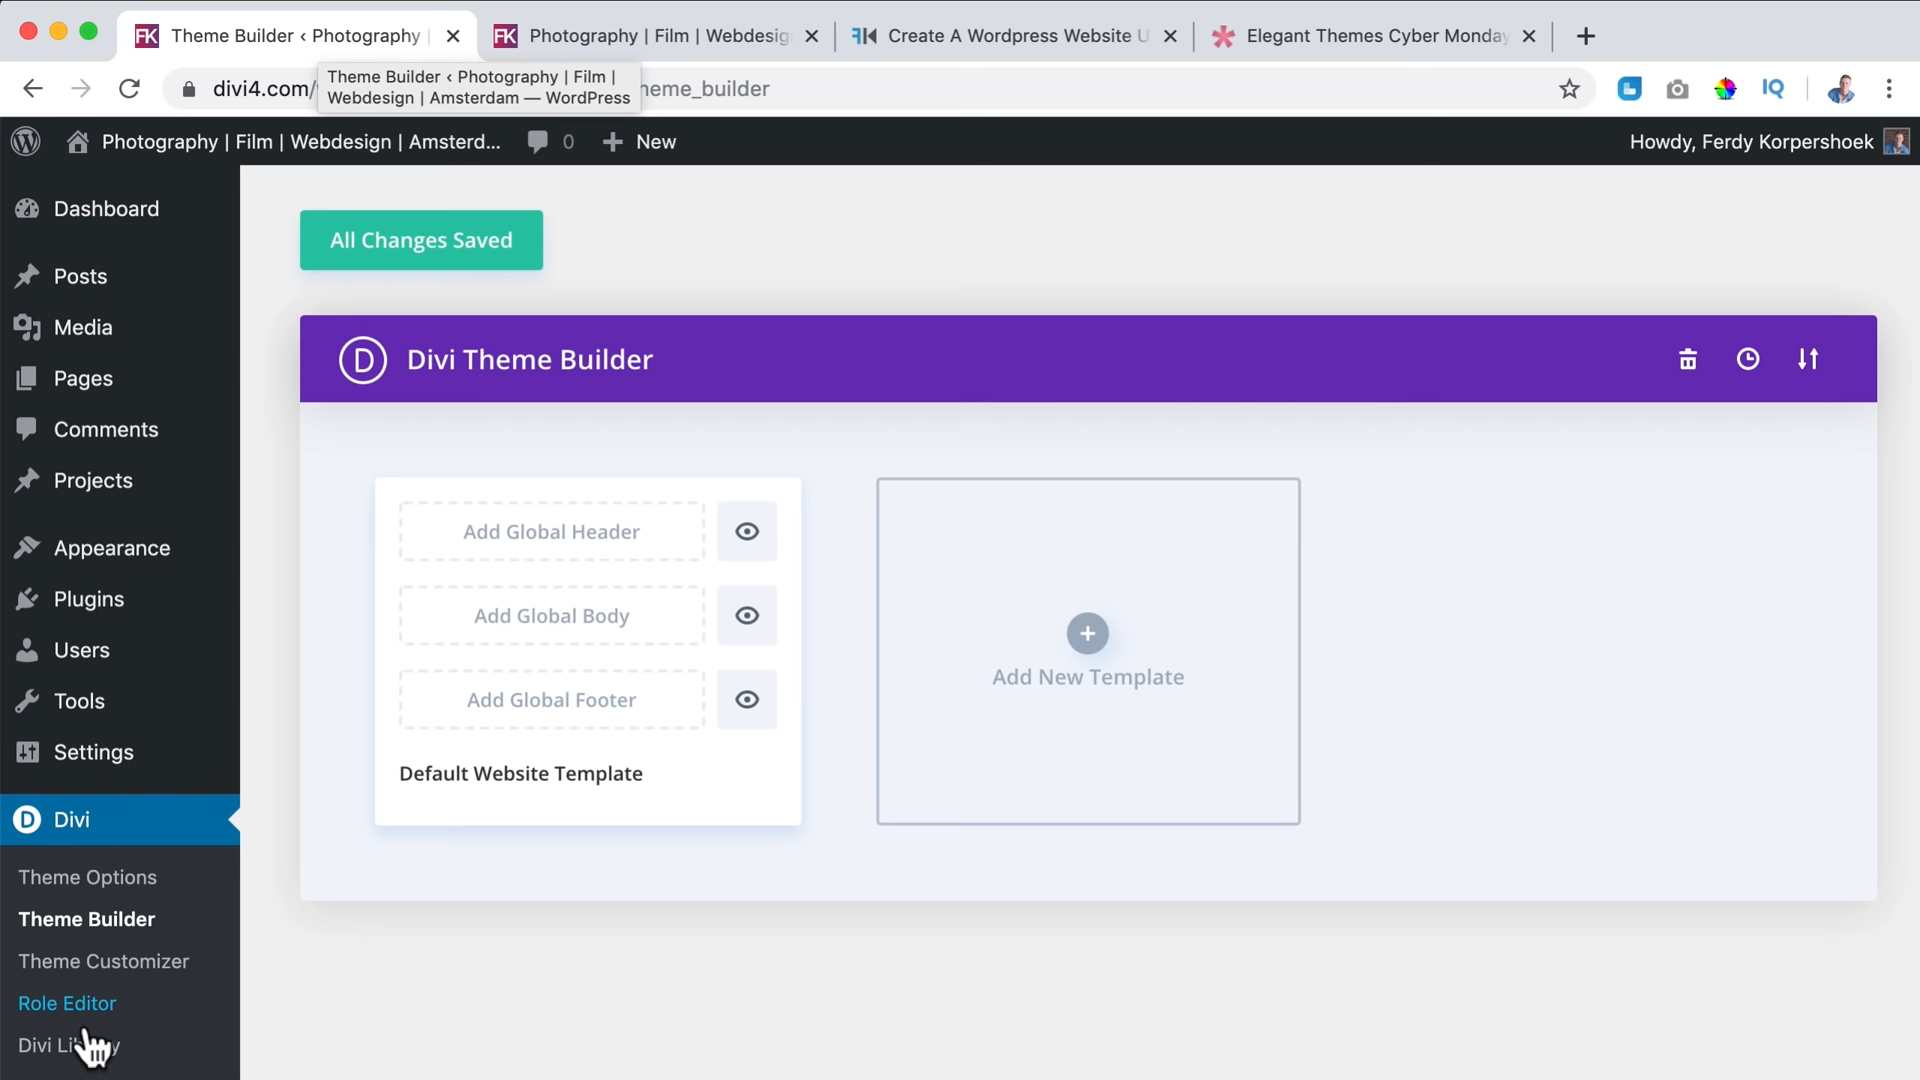 Theme Builder ‹ Photography
Photography | Film | Webdesig
Create A Wordpress Website U
Elegant Themes Cyber Monday
divi4.com/
heme_builder
Theme Builder ‹ Photography | Film |
Webdesign | Amsterdam — WordPress
IQ
Photography | Film | Webdesign | Amsterd...
0
New
Howdy, Ferdy Korpershoek
Dashboard
Posts
Media
Pages
Comments
Projects
Appearance
Plugins
Users
Tools
Settings
Divi
Theme Options
Theme Builder
Theme Customizer
Role Editor
Divi
All Changes Saved
D Divi Theme Builder
Add Global Header
Add Global Body
Add Global Footer
Default Website Template
Add New Template